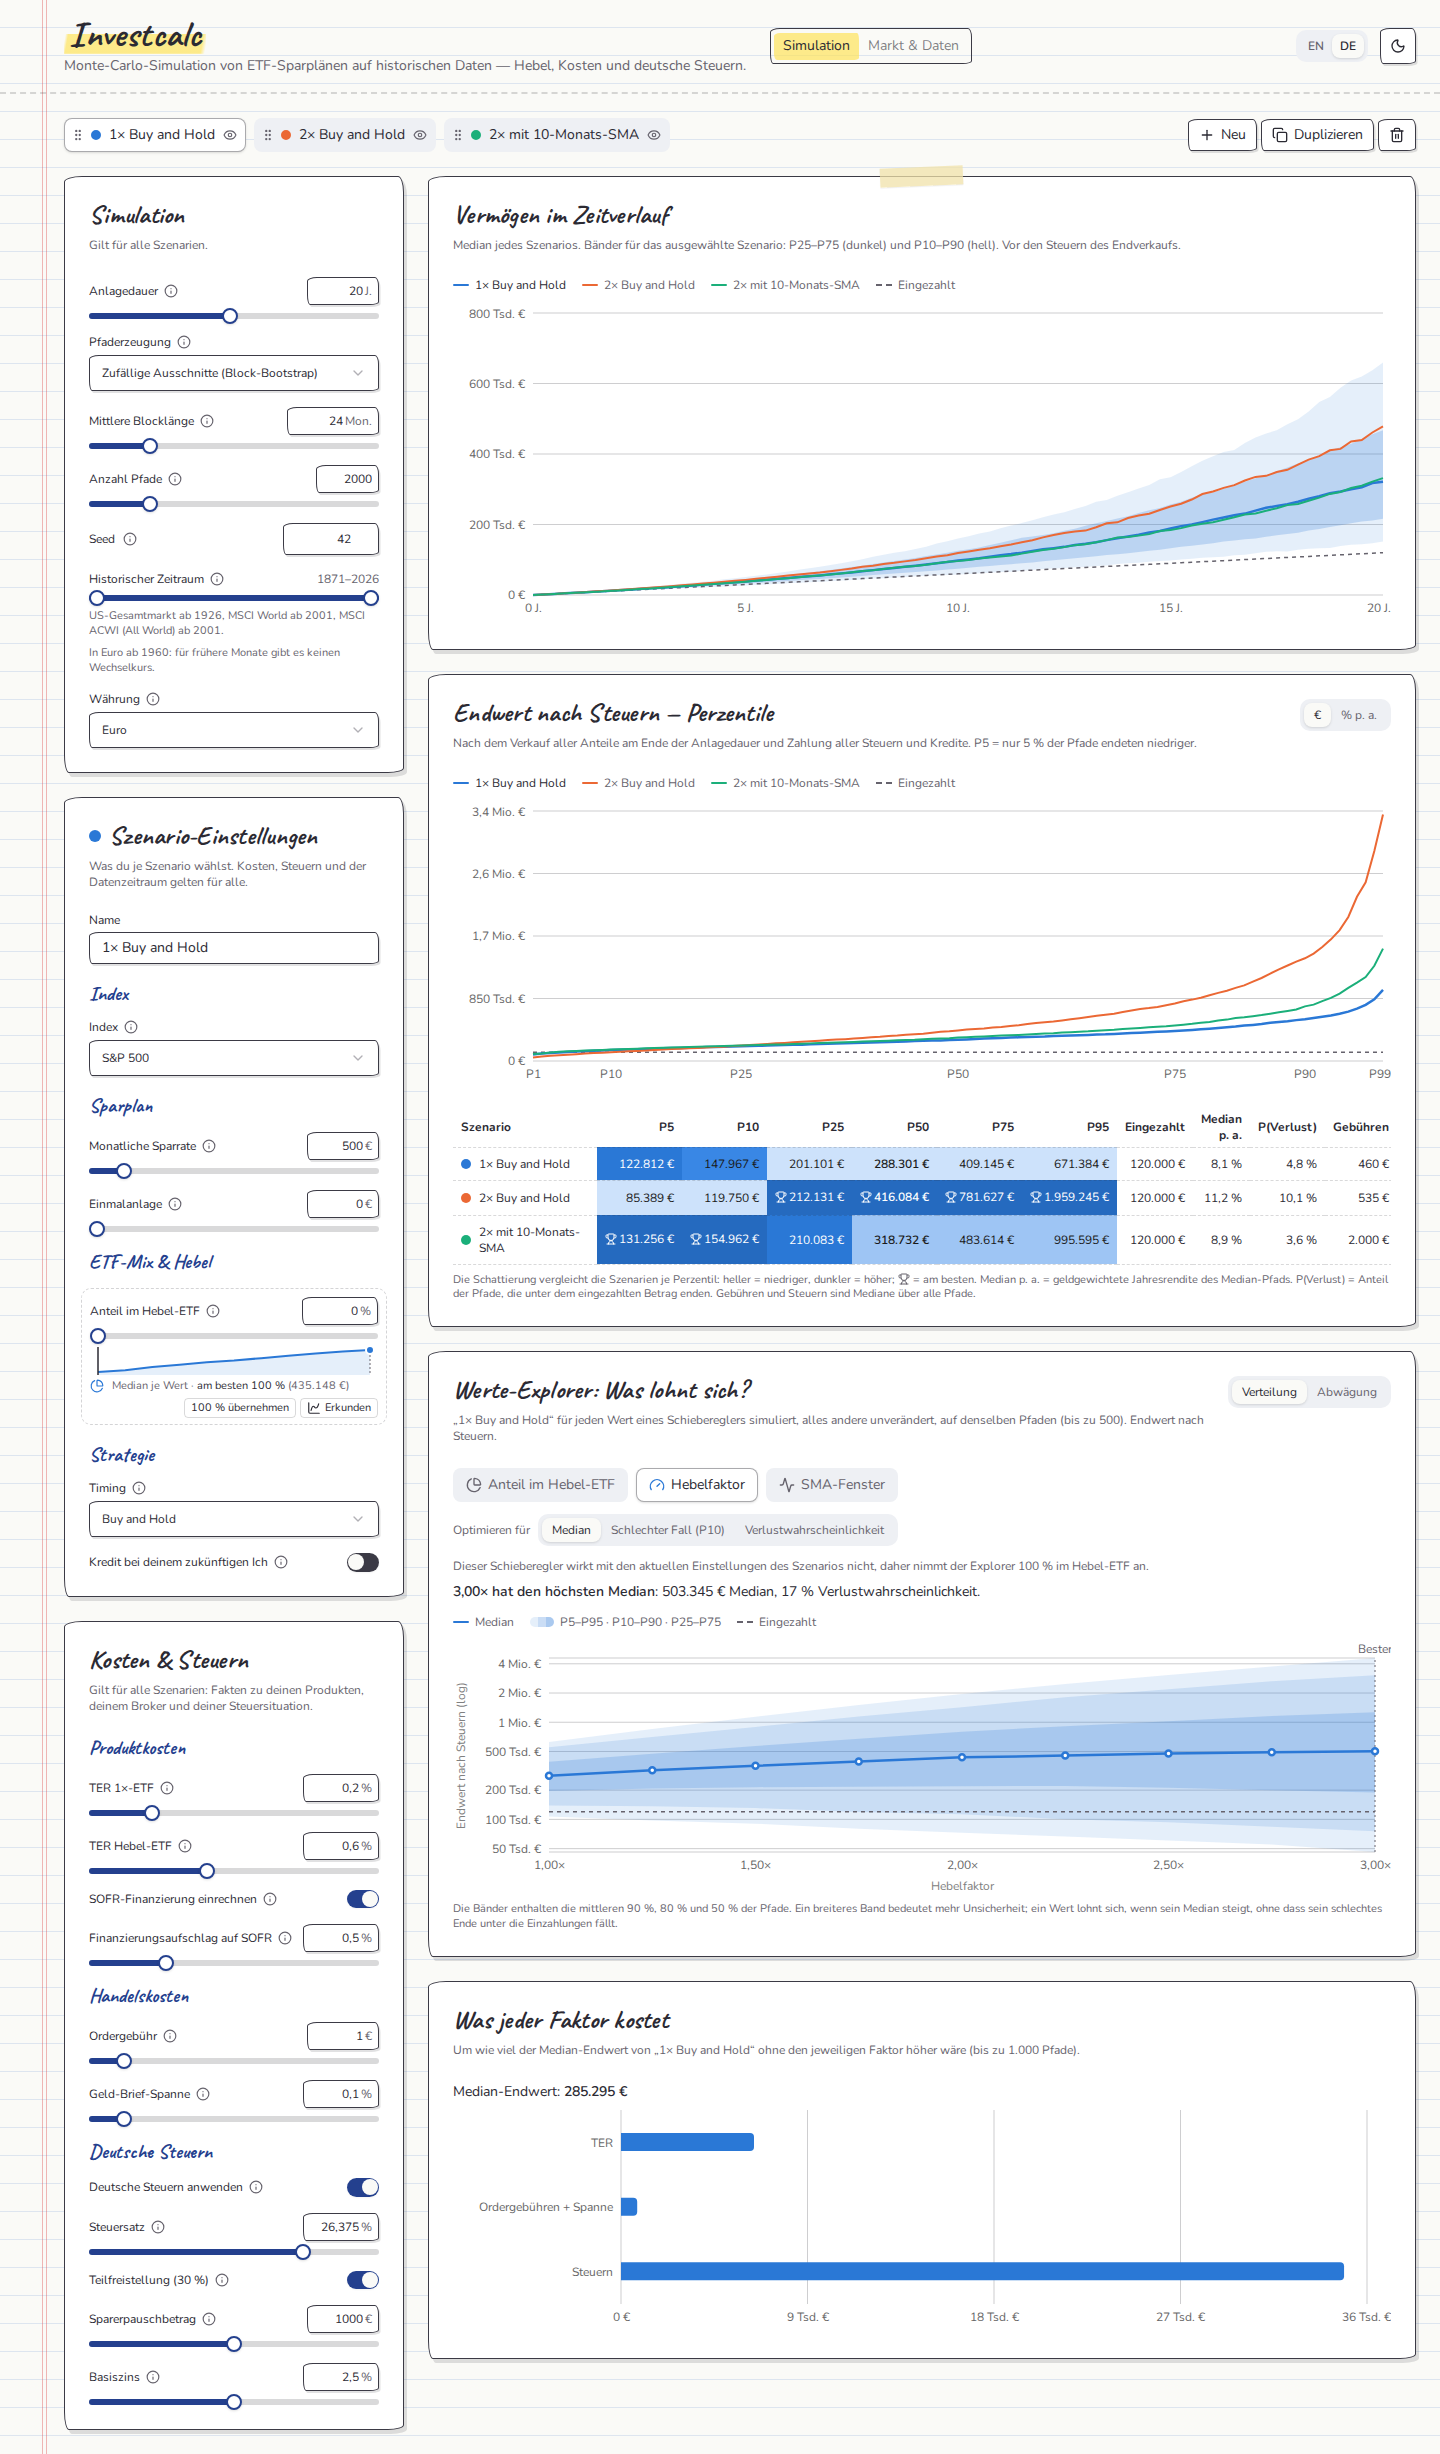 Investcalc
Monte-Carlo-Simulation von ETF-Sparplänen auf historischen Daten — Hebel, Kosten und deutsche Steuern.
Simulation Markt & Daten
EN DE
1× Buy and Hold
2× Buy and Hold
2× mit 10-Monats-SMA
Neu
Duplizieren
Simulation
Gilt für alle Szenarien.
Anlagedauer 20 J.
Pfaderzeugung
Zufällige Ausschnitte (Block-Bootstrap)
Mittlere Blocklänge 24 Mon.
Anzahl Pfade 2000
Seed 42
Historischer Zeitraum 1871–2026
US-Gesamtmarkt ab 1926, MSCI World ab 2001, MSCI
ACWI (All World) ab 2001.
In Euro ab 1960: für frühere Monate gibt es keinen
Wechselkurs.
Währung
Euro
Szenario-Einstellungen
Was du je Szenario wählst. Kosten, Steuern und der
Datenzeitraum gelten für alle.
Name
1× Buy and Hold
Index
Index
S&P 500
Sparplan
Monatliche Sparrate 500 €
Einmalanlage 0 €
ETF-Mix & Hebel
Anteil im Hebel-ETF 0 %
Median je Wert · am besten 100 % (435.148 €)
100 % übernehmen Erkunden
Strategie
Timing
Buy and Hold
Kredit bei deinem zukünftigen Ich
Kosten & Steuern
Gilt für alle Szenarien: Fakten zu deinen Produkten,
deinem Broker und deiner Steuersituation.
Produktkosten
TER 1×-ETF 0,2 %
TER Hebel-ETF 0,6 %
SOFR-Finanzierung einrechnen
Finanzierungsaufschlag auf SOFR 0,5 %
Handelskosten
Ordergebühr 1 €
Geld-Brief-Spanne 0,1 %
Deutsche Steuern
Deutsche Steuern anwenden
Steuersatz 26,375 %
Teilfreistellung (30 %)
Sparerpauschbetrag 1000 €
Basiszins 2,5 %
Vermögen im Zeitverlauf
Median jedes Szenarios. Bänder für das ausgewählte Szenario: P25–P75 (dunkel) und P10–P90 (hell). Vor den Steuern des Endverkaufs.
1× Buy and Hold 2× Buy and Hold 2× mit 10-Monats-SMA Eingezahlt
800 Tsd. €
600 Tsd. €
400 Tsd. €
200 Tsd. €
0 €
0 J. 5 J. 10 J. 15 J. 20 J.
Endwert nach Steuern — Perzentile
€ % p. a.
Nach dem Verkauf aller Anteile am Ende der Anlagedauer und Zahlung aller Steuern und Kredite. P5 = nur 5 % der Pfade endeten niedriger.
1× Buy and Hold 2× Buy and Hold 2× mit 10-Monats-SMA Eingezahlt
3,4 Mio. €
2,6 Mio. €
1,7 Mio. €
850 Tsd. €
0 €
P1 P10 P25 P50 P75 P90 P99
Szenario P5 P10 P25 P50 P75 P95 Eingezahlt Median p. a. P(Verlust) Gebühren
1× Buy and Hold 122.812 € 147.967 € 201.101 € 288.301 € 409.145 € 671.384 € 120.000 € 8,1 % 4,8 % 460 €
2× Buy and Hold 85.389 € 119.750 € 212.131 € 416.084 € 781.627 € 1.959.245 € 120.000 € 11,2 % 10,1 % 535 €
2× mit 10-Monats-SMA 131.256 € 154.962 € 210.083 € 318.732 € 483.614 € 995.595 € 120.000 € 8,9 % 3,6 % 2.000 €
Die Schattierung vergleicht die Szenarien je Perzentil: heller = niedriger, dunkler = höher; = am besten. Median p. a. = geldgewichtete Jahresrendite des Median-Pfads. P(Verlust) = Anteil
der Pfade, die unter dem eingezahlten Betrag enden. Gebühren und Steuern sind Mediane über alle Pfade.
Werte-Explorer: Was lohnt sich?
Verteilung Abwägung
„1× Buy and Hold“ für jeden Wert eines Schiebereglers simuliert, alles andere unverändert, auf denselben Pfaden (bis zu 500). Endwert nach
Steuern.
Anteil im Hebel-ETF Hebelfaktor SMA-Fenster
Optimieren für Median Schlechter Fall (P10) Verlustwahrscheinlichkeit
Dieser Schieberegler wirkt mit den aktuellen Einstellungen des Szenarios nicht, daher nimmt der Explorer 100 % im Hebel-ETF an.
3,00× hat den höchsten Median: 503.345 € Median, 17 % Verlustwahrscheinlichkeit.
Median P5–P95 · P10–P90 · P25–P75 Eingezahlt
Bester
Endwert nach Steuern (log)
4 Mio. €
2 Mio. €
1 Mio. €
500 Tsd. €
200 Tsd. €
100 Tsd. €
50 Tsd. €
1,00× 1,50× 2,00× 2,50× 3,00×
Hebelfaktor
Die Bänder enthalten die mittleren 90 %, 80 % und 50 % der Pfade. Ein breiteres Band bedeutet mehr Unsicherheit; ein Wert lohnt sich, wenn sein Median steigt, ohne dass sein schlechtes
Ende unter die Einzahlungen fällt.
Was jeder Faktor kostet
Um wie viel der Median-Endwert von „1× Buy and Hold“ ohne den jeweiligen Faktor höher wäre (bis zu 1.000 Pfade).
Median-Endwert: 285.295 €
TER
Ordergebühren + Spanne
Steuern
0 € 9 Tsd. € 18 Tsd. € 27 Tsd. € 36 Tsd. €